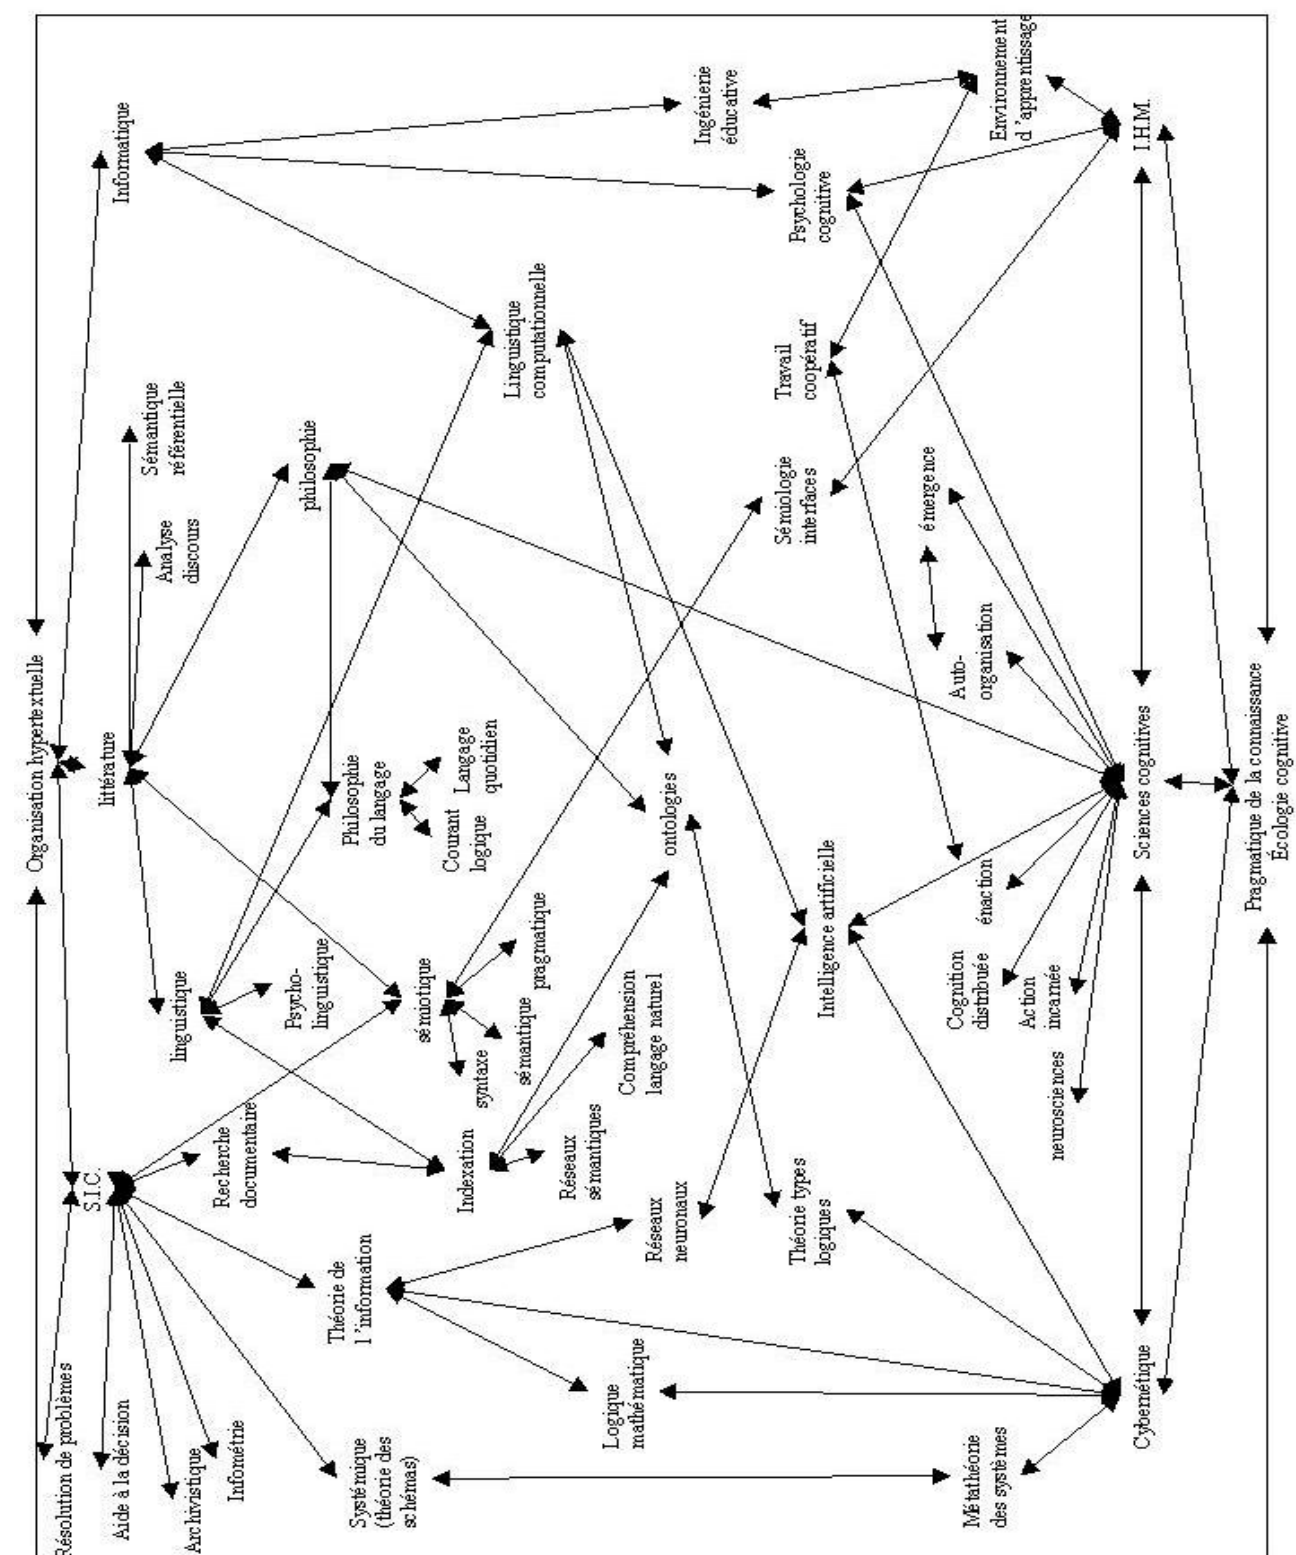 Organisation hypertextuelle
Résolution de problèmes
S.I.C.
littérature
Informatique
Aide à la décision
Archivistique
Infométrie
Recherche
documentaire
linguistique
Analyse
discours
Sémantique
référentielle
Psycho-
linguistique
philosophie
Théorie de
l'information
Systémique
(théorie des
schémas)
Philosophie
du langage
sémiotique
Courant
logique
Langage
quotidien
Indexation
syntaxe
sémantique
pragmatique
Linguistique
computationnelle
Réseaux
sémantiques
Compréhension
langage naturel
Logique
mathématique
Réseaux
neuronaux
ontologies
Ingénierie
éducative
Théorie types
logiques
Intelligence artificielle
Sémiologie
interfaces
Travail
coopératif
Psychologie
cognitive
Métathéorie
des systèmes
Cognition
distribuée
énaction
Auto-
organisation
émergence
Environnement
d'apprentissage
Action
incarnée
neurosciences
Cybernétique
Sciences cognitives
I.H.M.
Pragmatique de la connaissance
Écologie cognitive